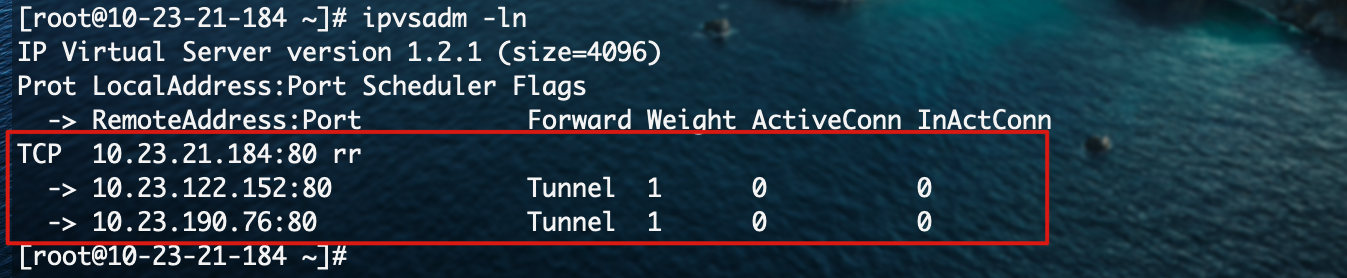 [root@10-23-21-184 ~]# ipvsadm -ln
IP Virtual Server version 1.2.1 (size=4096)
Prot LocalAddress:Port Scheduler Flags
  -> RemoteAddress:Port           Forward Weight ActiveConn InActConn
TCP  10.23.21.184:80 rr
  -> 10.23.122.152:80             Tunnel  1      0          0
  -> 10.23.190.76:80              Tunnel  1      0          0
[root@10-23-21-184 ~]#